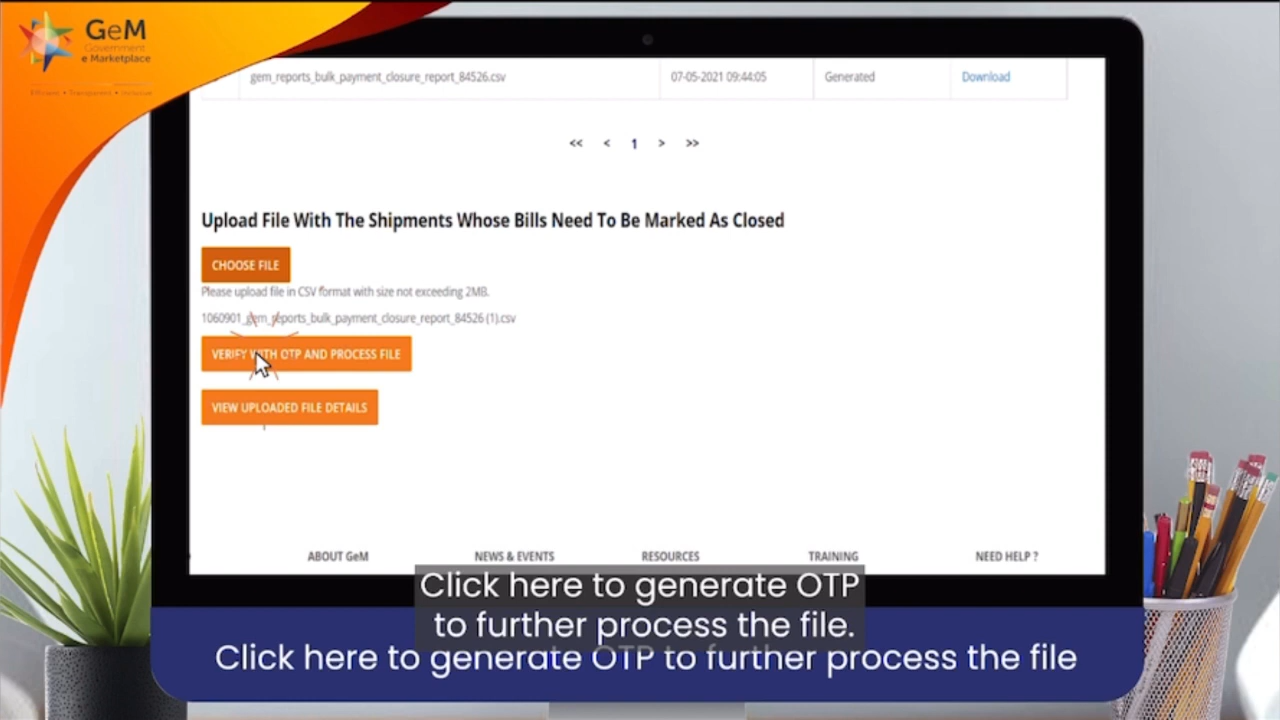 GeM
Government
e Marketplace
Efficient • Transparent • Inclusive
gem_reports_bulk_payment_closure_report_84526.csv 07-05-2021 09:44:05 Generated Download
<< < 1 > >>
Upload File With The Shipments Whose Bills Need To Be Marked As Closed
CHOOSE FILE
Please upload file in CSV format with size not exceeding 2MB.
1060901_gem_reports_bulk_payment_closure_report_84526 (1).csv
VERIFY WITH OTP AND PROCESS FILE
VIEW UPLOADED FILE DETAILS
ABOUT GeM NEWS & EVENTS RESOURCES TRAINING NEED HELP ?
Click here to generate OTP
to further process the file.
Click here to generate OTP to further process the file